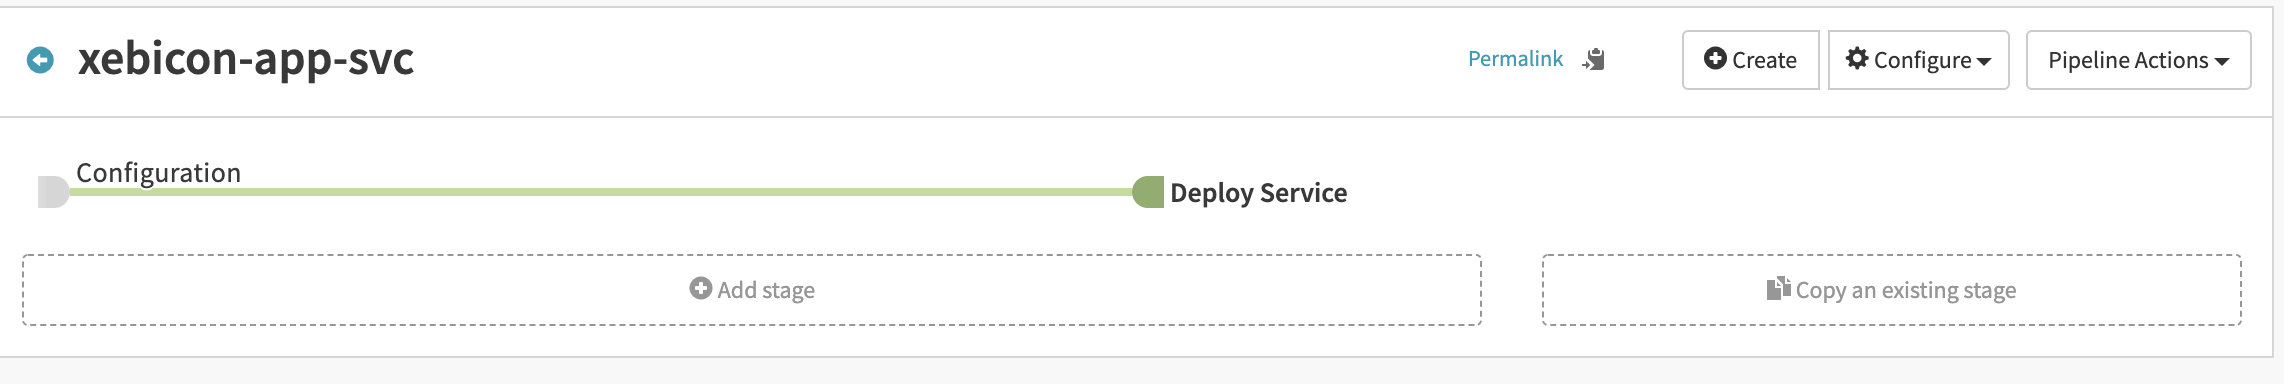 xebicon-app-svc
Permalink
Create
Configure
Pipeline Actions
Configuration
Deploy Service
Add stage
Copy an existing stage